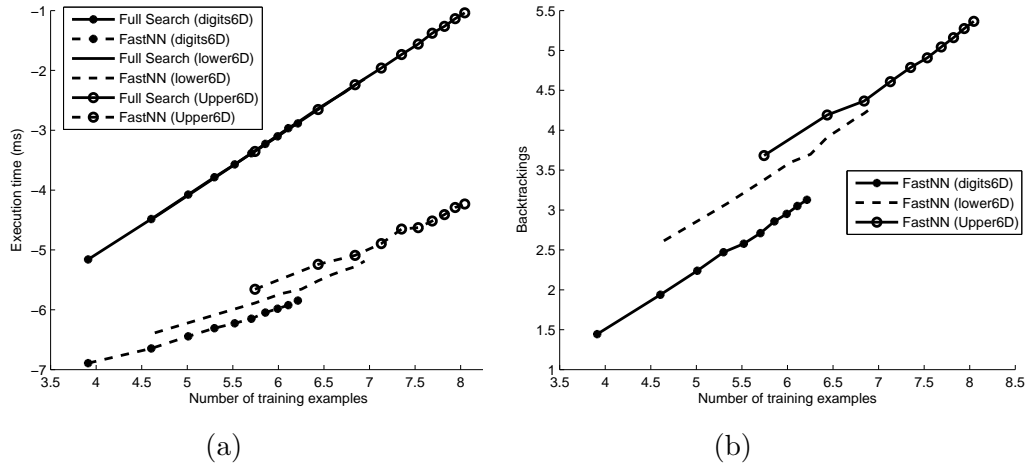 −1
−2
−3
−4
−5
−6
−7
Execution time (ms)
Full Search (digits6D)
FastNN (digits6D)
Full Search (lower6D)
FastNN (lower6D)
Full Search (Upper6D)
FastNN (Upper6D)
3.5 4 4.5 5 5.5 6 6.5 7 7.5 8
Number of training examples
(a)
5.5
5
4.5
4
3.5
3
2.5
2
1.5
1
Backtrackings
FastNN (digits6D)
FastNN (lower6D)
FastNN (Upper6D)
3.5 4 4.5 5 5.5 6 6.5 7 7.5 8 8.5
Number of training examples
(b)